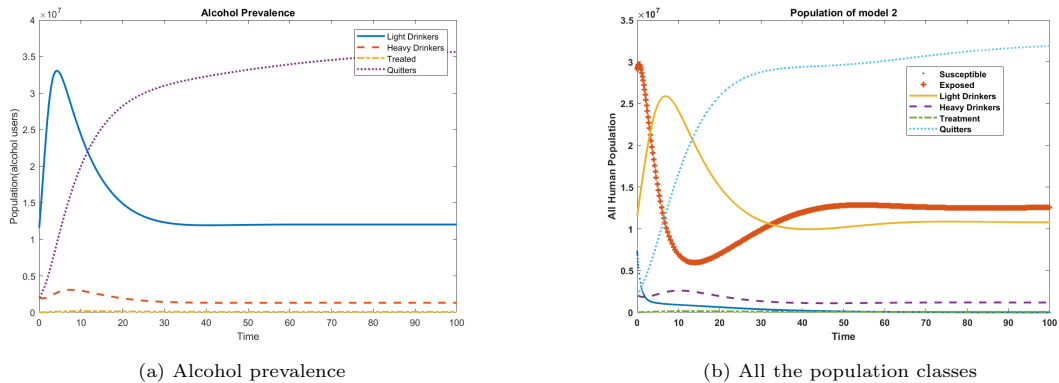 Alcohol Prevalence
×10⁷
4
3.5
3
2.5
2
1.5
1
0.5
0
Population(alcohol users)
0 10 20 30 40 50 60 70 80 90 100
Time
Light Drinkers
Heavy Drinkers
Treated
Quitters
(a) Alcohol prevalence
Population of model 2
×10⁷
3.5
3
2.5
2
1.5
1
0.5
0
All Human Population
0 10 20 30 40 50 60 70 80 90 100
Time
Susceptible
Exposed
Light Drinkers
Heavy Drinkers
Treatment
Quitters
(b) All the population classes